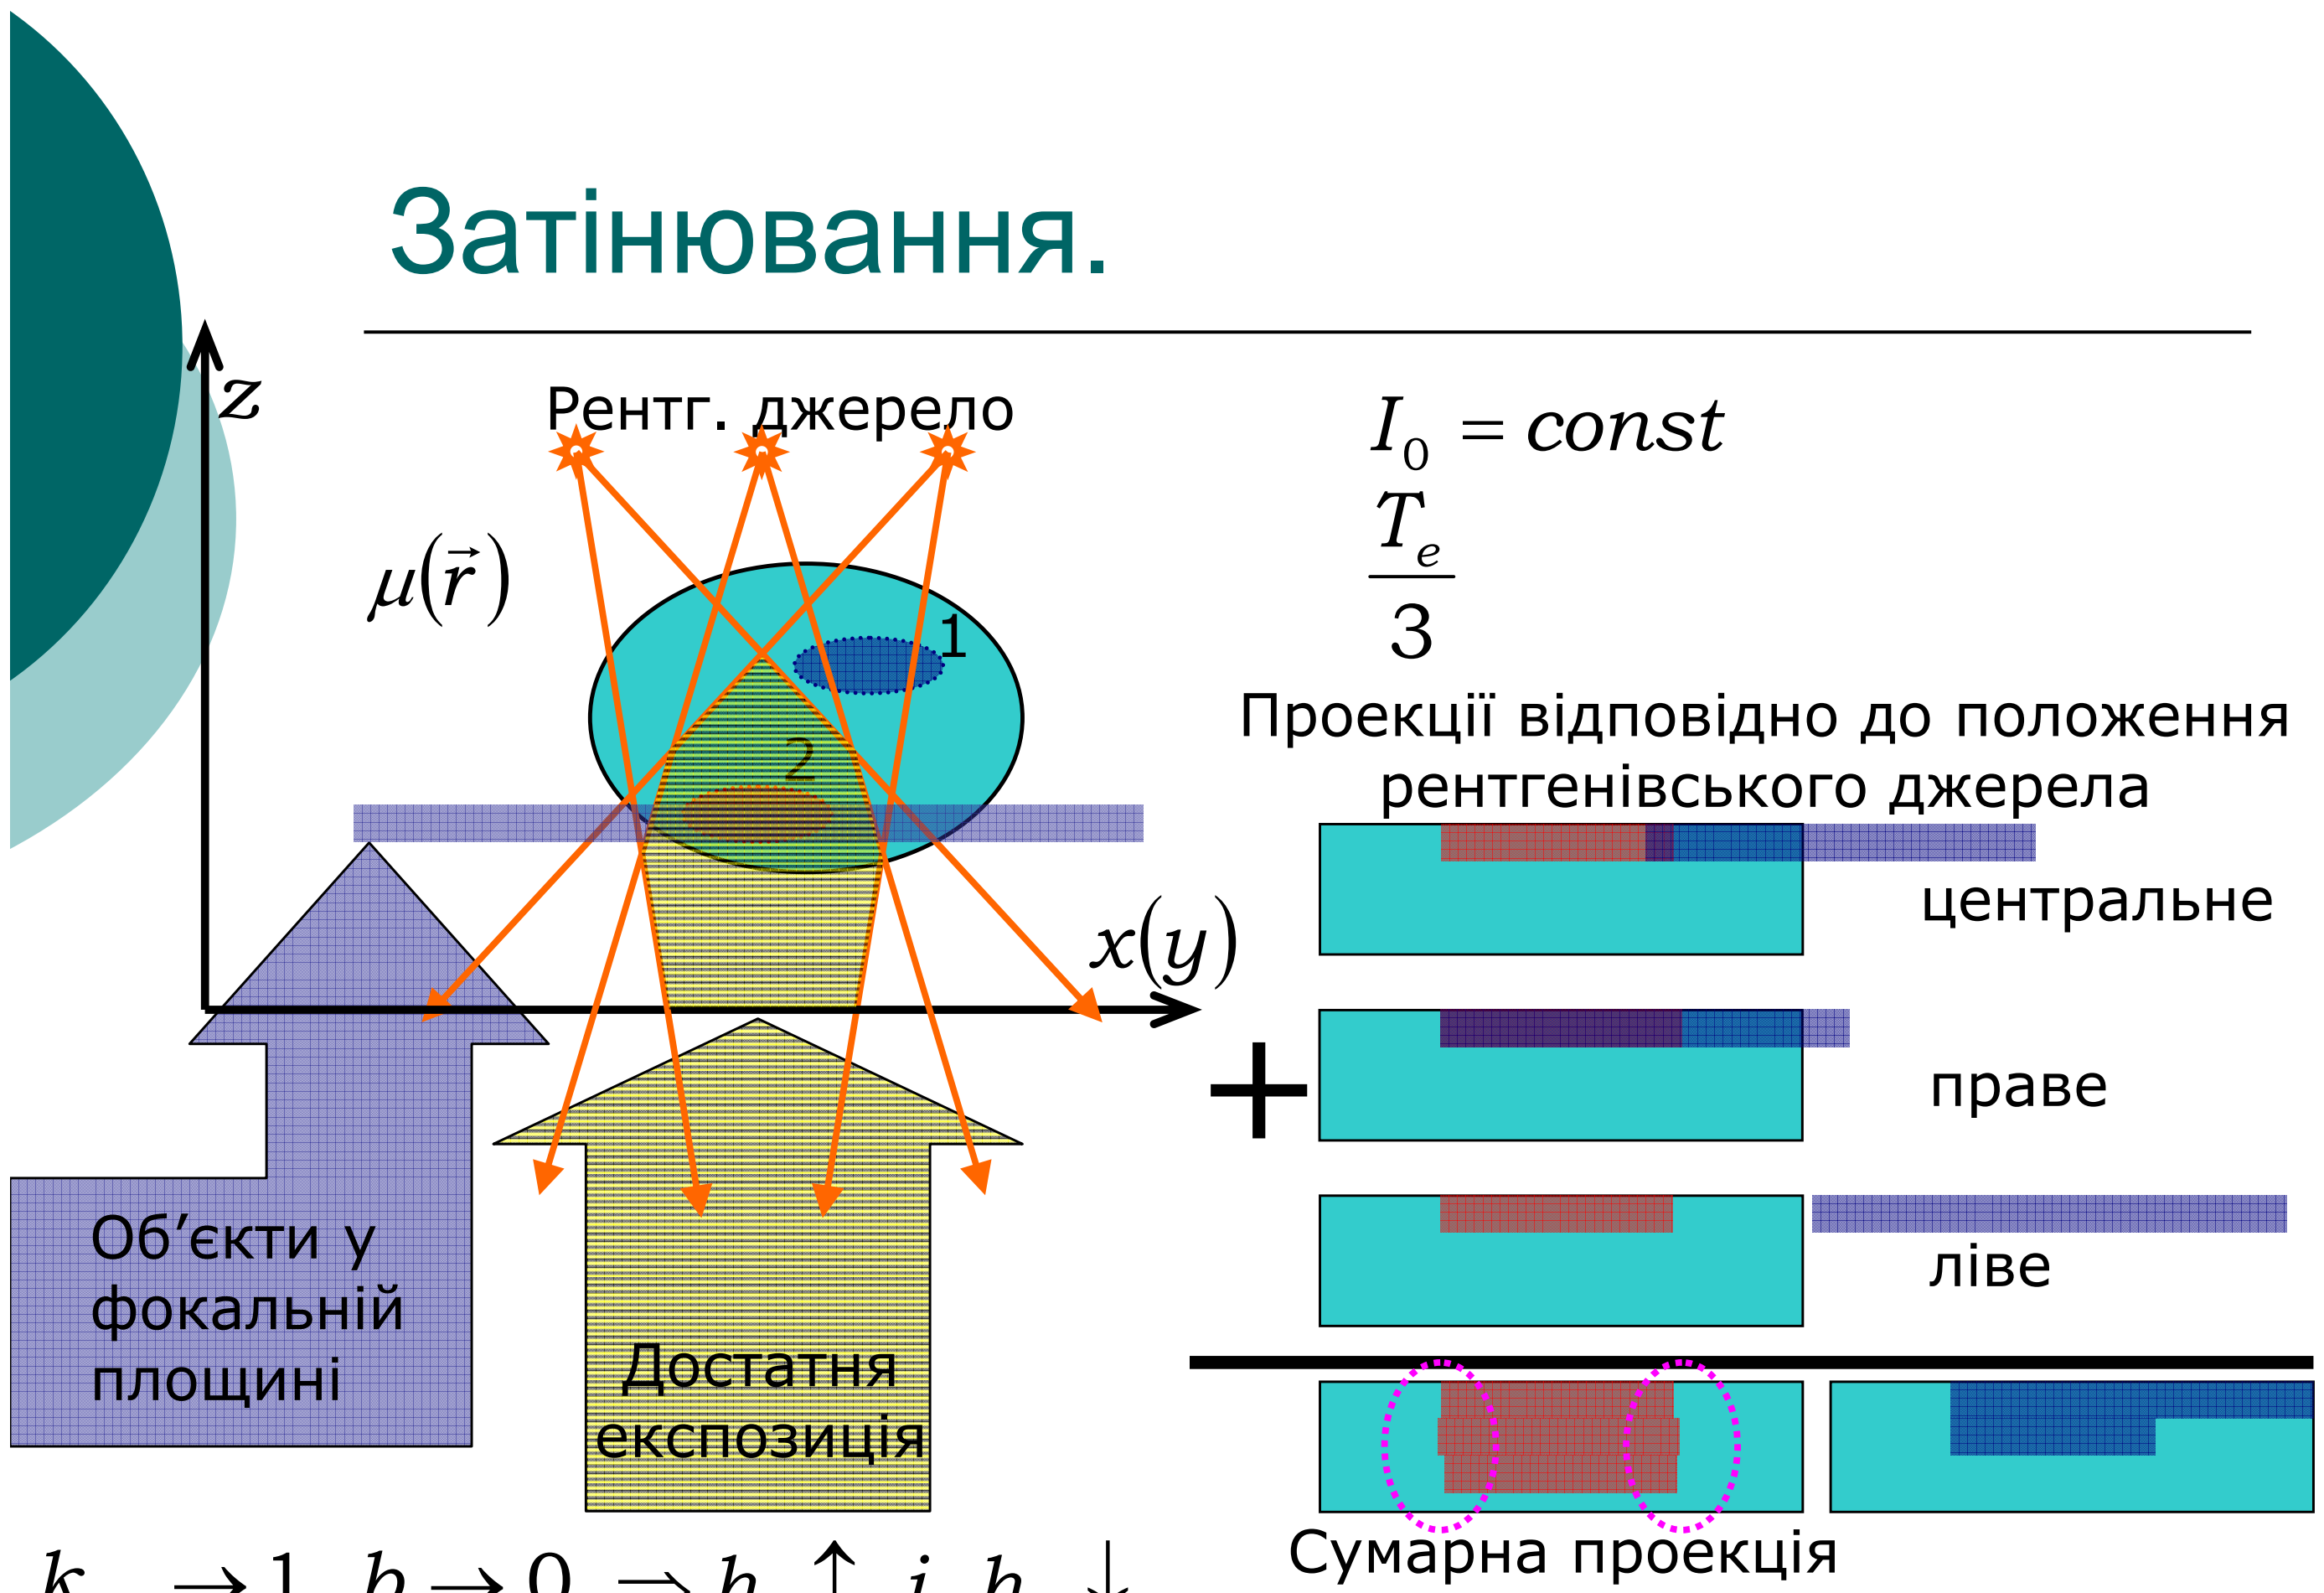 Затінювання.
z
Рентг. джерело
I₀ = const
Tₑ
3
μ(r⃗)
1
2
Проекції відповідно до положення
рентгенівського джерела
центральне
x(y)
+
праве
ліве
Об’єкти у
фокальній
площині
Достатня
експозиція
Сумарна проекція